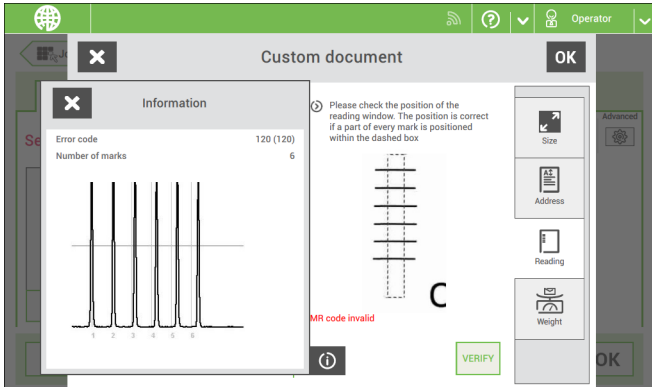 Operator
Jo
Custom document
OK
Information
Error code 120 (120)
Number of marks 6
1 2 3 4 5 6
Please check the position of the
reading window. The position is correct
if a part of every mark is positioned
within the dashed box
C
MR code invalid
VERIFY
Size
Address
Reading
Weight
Se
Advanced
OK